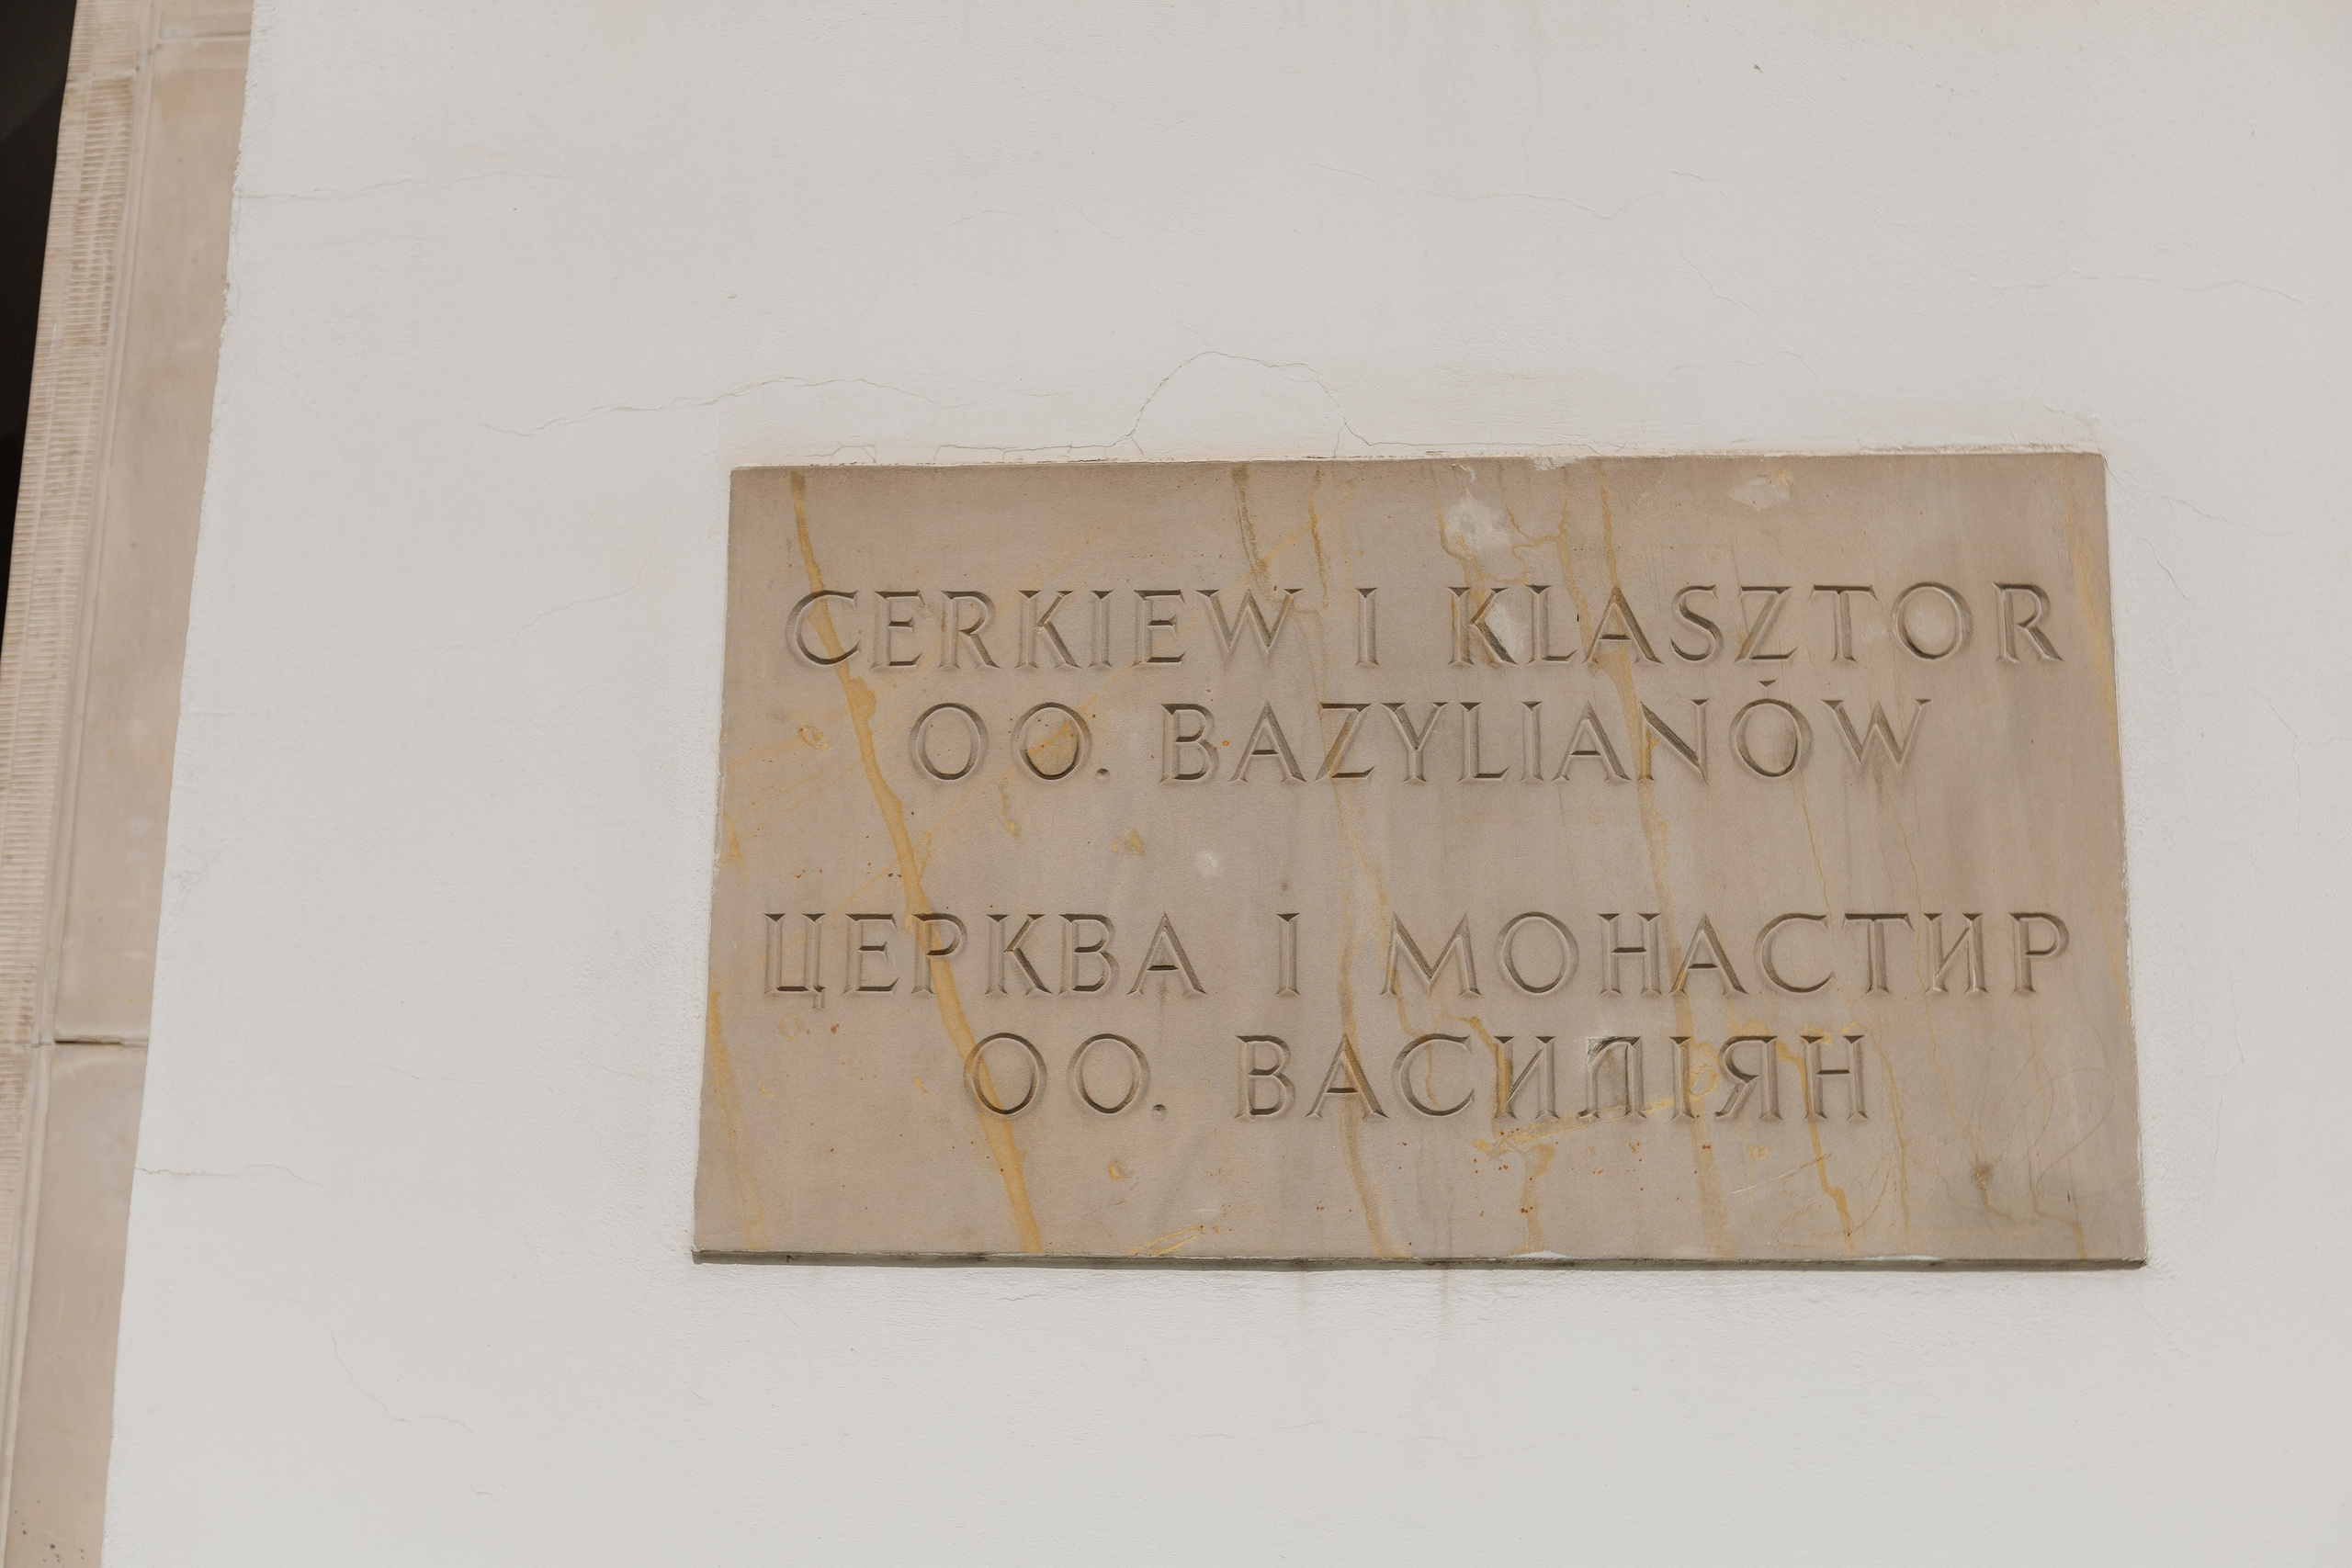 CERKIEW I KLASZTOR
OO. BAZYLIANÓW
ЦЕРКВА І МОНАСТИР
ОО. ВАСИЛІЯН